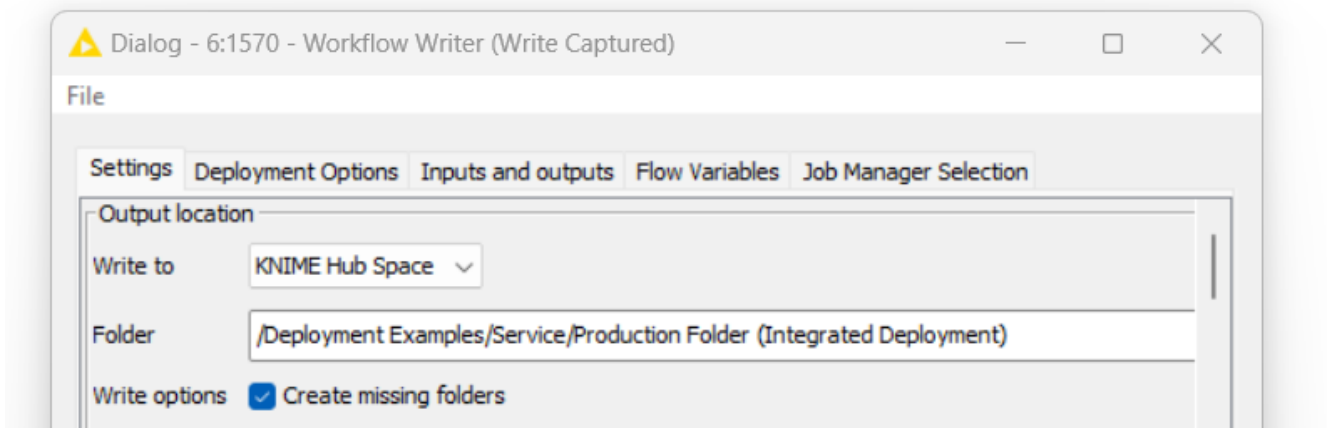 Dialog - 6:1570 - Workflow Writer (Write Captured)
File
Settings Deployment Options Inputs and outputs Flow Variables Job Manager Selection
Output location
Write to KNIME Hub Space
Folder /Deployment Examples/Service/Production Folder (Integrated Deployment)
Write options Create missing folders